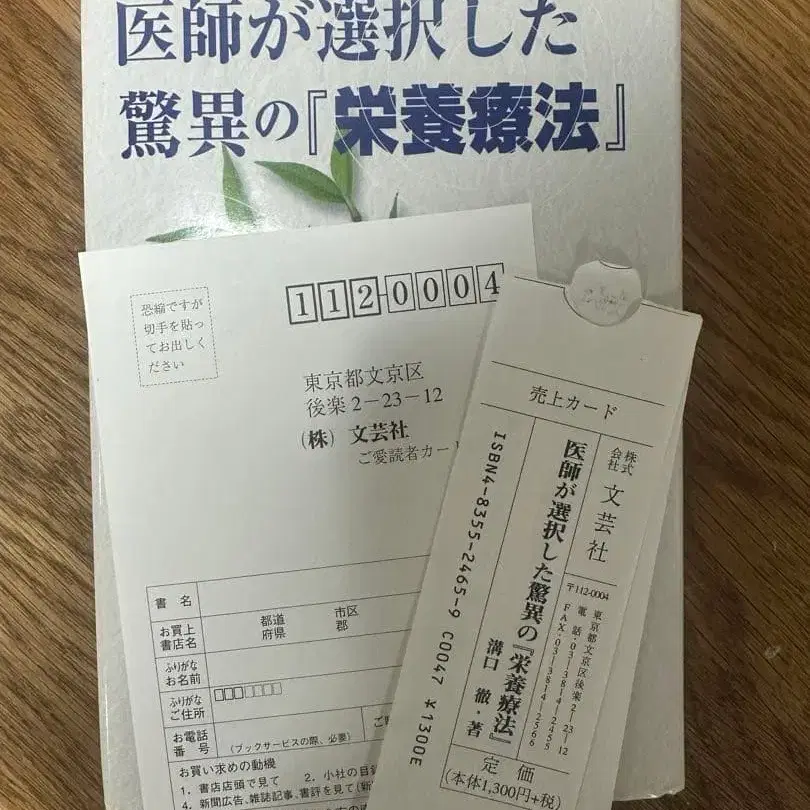 医師が選択した
驚異の『栄養療法』
恐縮ですが
切手を貼っ
てお出しく
ださい
112-0004
東京都文京区
後楽 2-23-12
(株) 文芸社
ご愛読者カー
書 名
お買上
書店名
都道
府県
市区
郡
ふりがな
お名前
ふりがな
ご住所
お電話
番 号
(ブックサービスの際、必要)
お買い求めの動機
1. 書店店頭で見て 2. 小社の目録
4. 新聞広告、雑誌記事、書評を見て(新
売上カード
株式
会社 文芸社
〒112-0004
東京都文京区後楽2-23-12
電話・03-3814-2455
FAX・03-3814-2566
医師が選択した驚異の『栄養療法』
溝口 徹・著
ISBN4-8355-2465-9 C0047 ¥1300E
定 価
(本体1,300円+税)